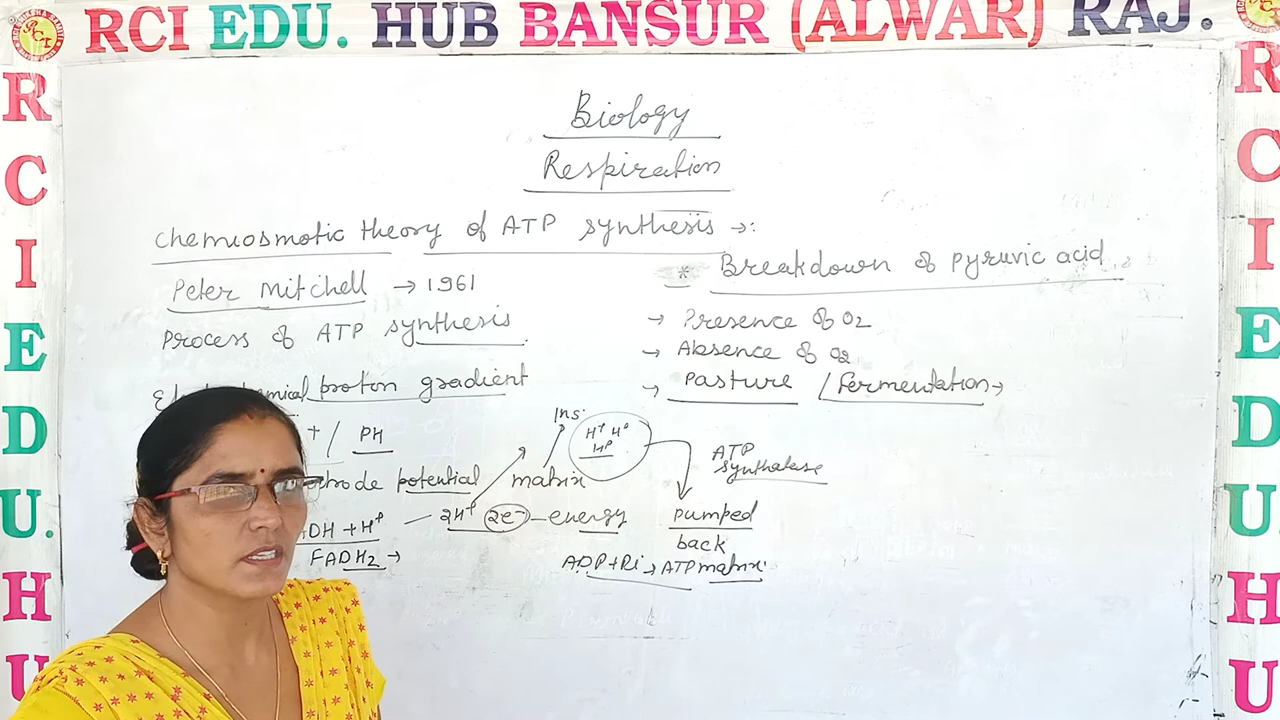 RCI EDU. HUB BANSUR (ALWAR) RAJ.
R C I E D U. H U
R C I E D U. H U
Biology
Respiration
Chemiosmotic theory of ATP synthesis →:
Peter Mitchell → 1961
Process of ATP synthesis.
proton gradient
+ / PH
potential matrix
Ins.
H+ H+
H+
DH + H+ — 2H+ 2e- — energy
FADH2 →
* Breakdown of pyruvic acid
→ Presence of O2
→ Absence of O2
→ Pasture / Fermentation →
ATP
synthatese
Pumped
back
ADP + Pi → ATP matrix.